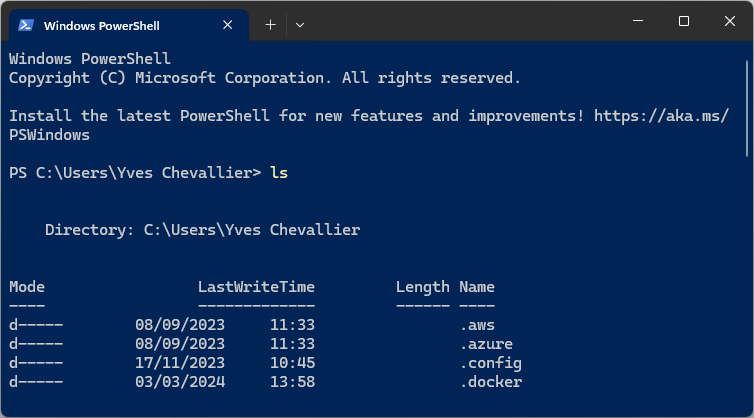 Windows PowerShell
Windows PowerShell
Copyright (C) Microsoft Corporation. All rights reserved.
Install the latest PowerShell for new features and improvements! https://aka.ms/
PSWindows
PS C:\Users\Yves Chevallier> ls
    Directory: C:\Users\Yves Chevallier
Mode                 LastWriteTime         Length Name
----                 -------------         ------ ----
d-----        08/09/2023     11:33                .aws
d-----        08/09/2023     11:33                .azure
d-----        17/11/2023     10:45                .config
d-----        03/03/2024     13:58                .docker